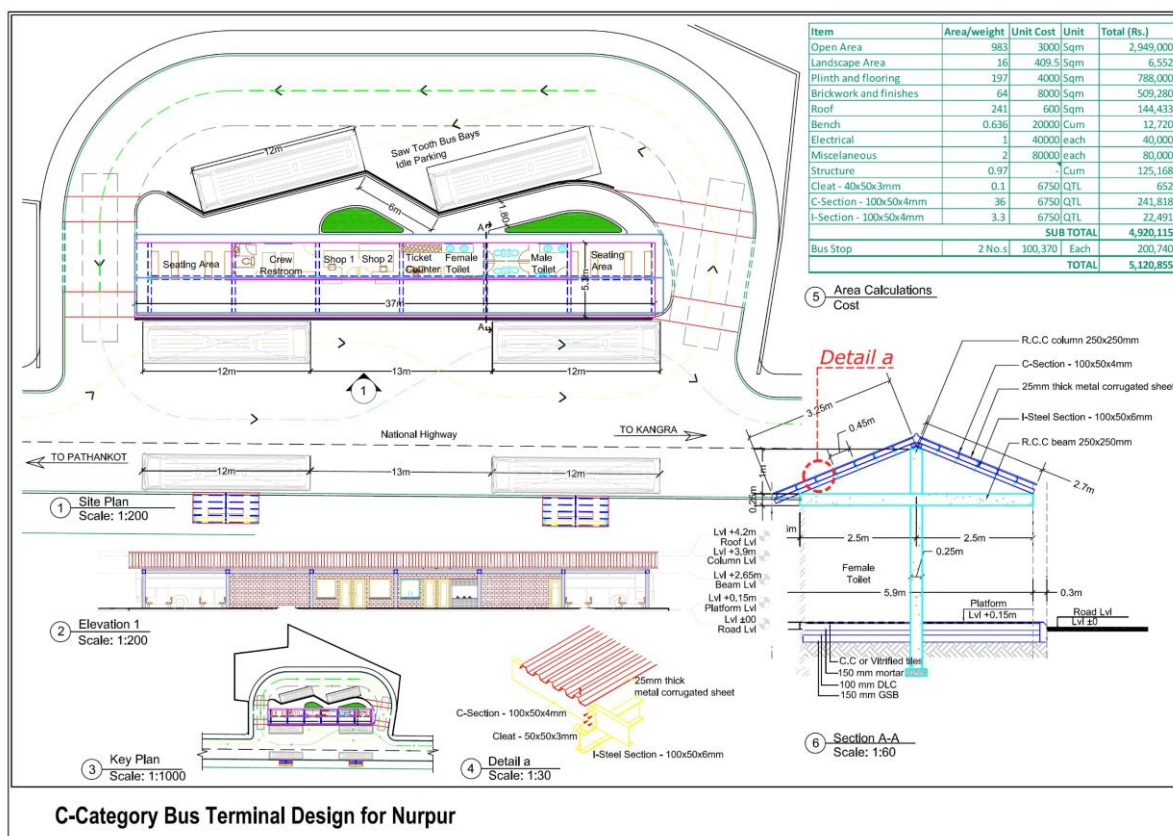 12m
Saw Tooth Bus Bays
Idle Parking
6m
1.80
A
Seating Area
Crew
Restroom
Shop 1
Shop 2
Ticket
Counter
Female
Toilet
Male
Toilet
Seating
Area
37m
A
12m
13m
12m
1
National Highway
TO KANGRA
TO PATHANKOT
12m
13m
12m
1 Site Plan
Scale: 1:200
2 Elevation 1
Scale: 1:200
Lvl +4.2m
Roof Lvl
Lvl +3.9m
Column Lvl
Lvl +2.65m
Beam Lvl
Lvl +0.15m
Platform Lvl
Lvl ±00
Road Lvl
3 Key Plan
Scale: 1:1000
25mm thick
metal corrugated sheet
C-Section - 100x50x4mm
Cleat - 50x50x3mm
I-Steel Section - 100x50x6mm
4 Detail a
Scale: 1:30
Item Area/weight Unit Cost Unit Total (Rs.)
Open Area 983 3000 Sqm 2,949,000
Landscape Area 16 409.5 Sqm 6,552
Plinth and flooring 197 4000 Sqm 788,000
Brickwork and finishes 64 8000 Sqm 509,280
Roof 241 600 Sqm 144,433
Bench 0.636 20000 Cum 12,720
Electrical 1 40000 each 40,000
Miscelaneous 2 80000 each 80,000
Structure 0.97 - Cum 125,168
Cleat - 40x50x3mm 0.1 6750 QTL 652
C-Section - 100x50x4mm 36 6750 QTL 241,818
I-Section - 100x50x4mm 3.3 6750 QTL 22,491
SUB TOTAL 4,920,115
Bus Stop 2 No.s 100,370 Each 200,740
TOTAL 5,120,855
5 Area Calculations
Cost
Detail a
R.C.C column 250x250mm
C-Section - 100x50x4mm
25mm thick metal corrugated sheet
I-Steel Section - 100x50x6mm
R.C.C beam 250x250mm
3.25m
0.45m
1m
2.7m
2.5m
2.5m
0.25m
Female
Toilet
5.9m
0.3m
Platform
Lvl +0.15m
Road Lvl
Lvl ±0
C.C or Vitrified tiles
150 mm mortar
100 mm DLC
150 mm GSB
6 Section A-A
Scale: 1:60
C-Category Bus Terminal Design for Nurpur